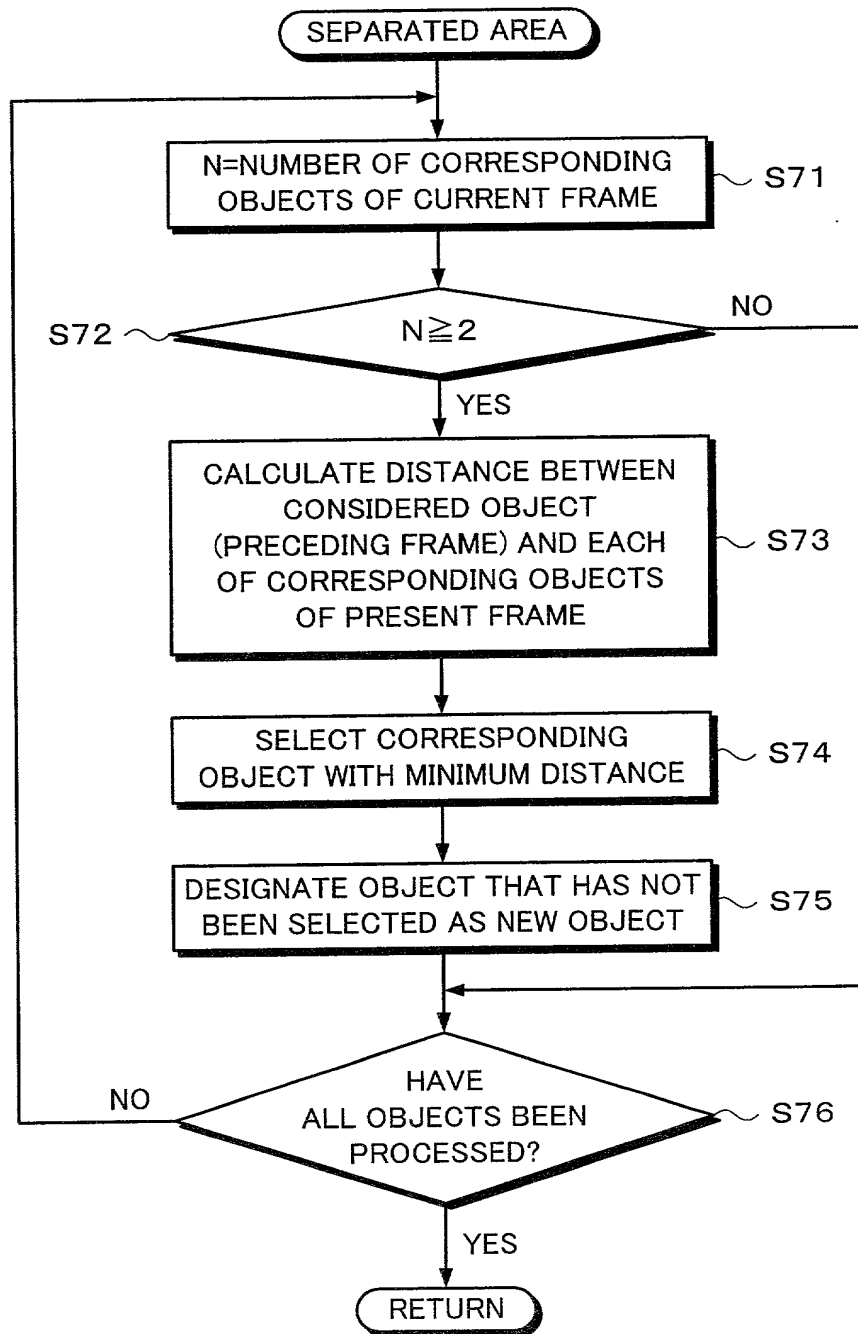 SEPARATED AREA
N=NUMBER OF CORRESPONDING
OBJECTS OF CURRENT FRAME
S71
S72
N≧2
NO
YES
CALCULATE DISTANCE BETWEEN
CONSIDERED OBJECT
(PRECEDING FRAME) AND EACH
OF CORRESPONDING OBJECTS
OF PRESENT FRAME
S73
SELECT CORRESPONDING
OBJECT WITH MINIMUM DISTANCE
S74
DESIGNATE OBJECT THAT HAS NOT
BEEN SELECTED AS NEW OBJECT
S75
NO
HAVE
ALL OBJECTS BEEN
PROCESSED?
S76
YES
RETURN